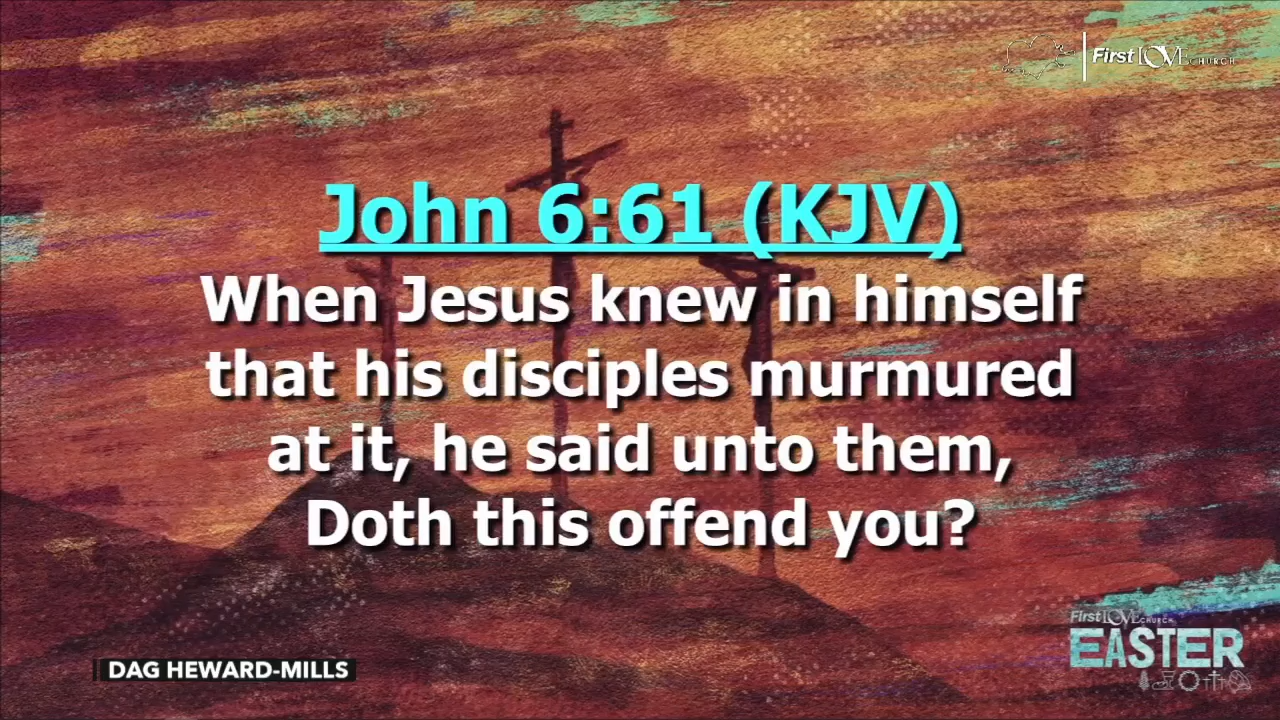 First LOVE CHURCH
John 6:61 (KJV)
When Jesus knew in himself
that his disciples murmured
at it, he said unto them,
Doth this offend you?
First LOVE CHURCH
EASTER
DAG HEWARD-MILLS